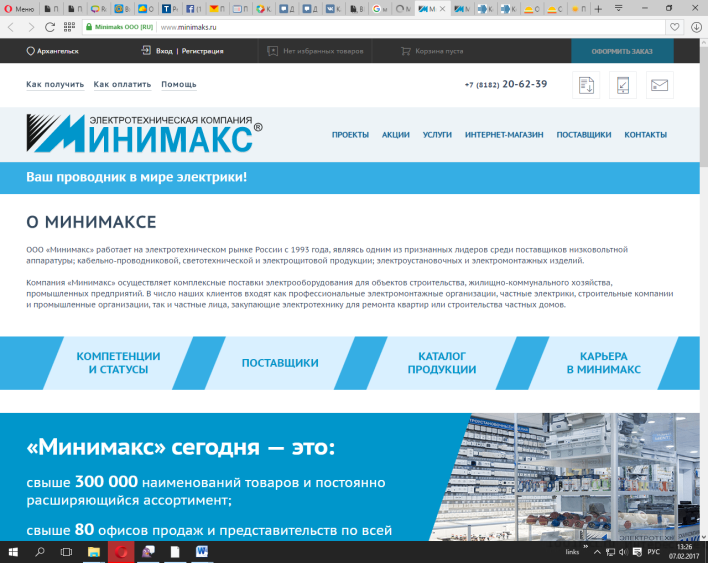 Меню
Minimaks ООО [RU]
www.minimaks.ru
Архангельск
Вход | Регистрация
Нет избранных товаров
Корзина пуста
ОФОРМИТЬ ЗАКАЗ
Как получить Как оплатить Помощь
+7 (8182) 20-62-39
ЭЛЕКТРОТЕХНИЧЕСКАЯ КОМПАНИЯ
МИНИМАКС®
ПРОЕКТЫ АКЦИИ УСЛУГИ ИНТЕРНЕТ-МАГАЗИН ПОСТАВЩИКИ КОНТАКТЫ
Ваш проводник в мире электрики!
О МИНИМАКСЕ
ООО «Минимакс» работает на электротехническом рынке России с 1993 года, являясь одним из признанных лидеров среди поставщиков низковольтной
аппаратуры; кабельно-проводниковой, светотехнической и электрощитовой продукции; электроустановочных и электромонтажных изделий.
Компания «Минимакс» осуществляет комплексные поставки электрооборудования для объектов строительства, жилищно-коммунального хозяйства,
промышленных предприятий. В число наших клиентов входят как профессиональные электромонтажные организации, частные электрики, строительные компании
и промышленные организации, так и частные лица, закупающие электротехнику для ремонта квартир или строительства частных домов.
КОМПЕТЕНЦИИ
И СТАТУСЫ
ПОСТАВЩИКИ
КАТАЛОГ
ПРОДУКЦИИ
КАРЬЕРА
В МИНИМАКС
«Минимакс» сегодня — это:
свыше 300 000 наименований товаров и постоянно
расширяющийся ассортимент;
свыше 80 офисов продаж и представительств по всей
links
РУС
13:26
07.02.2017